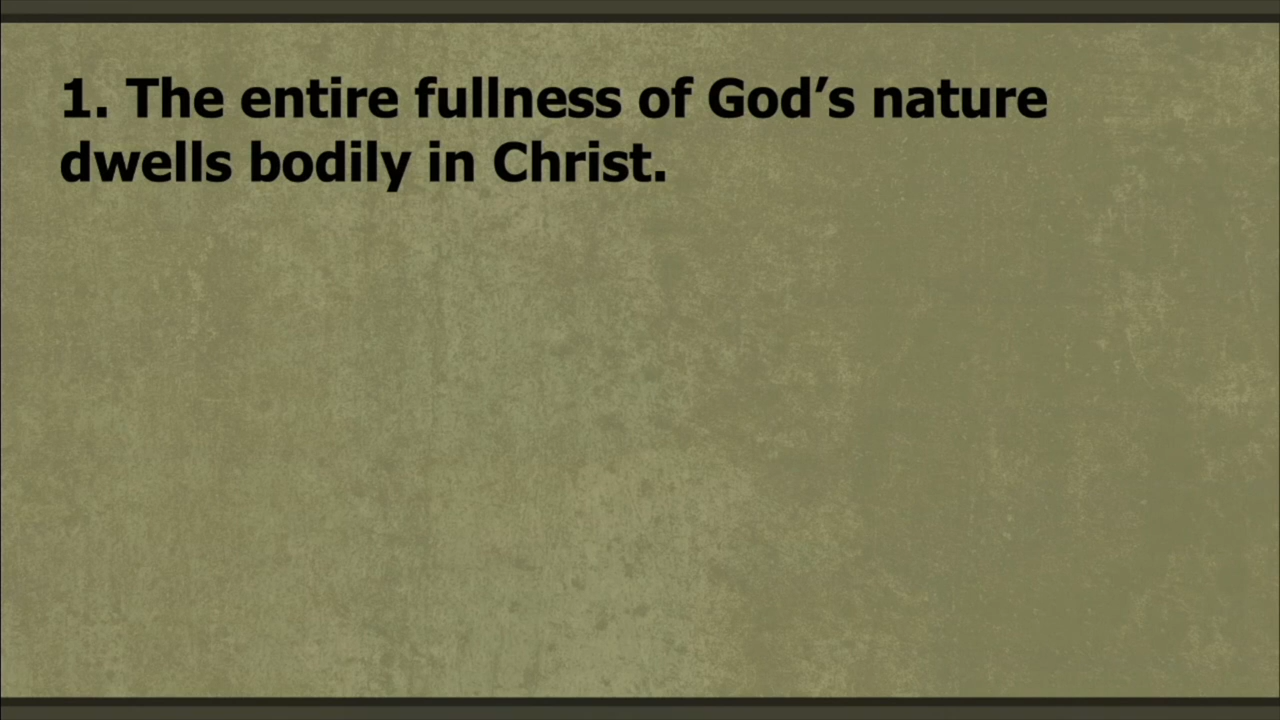 1. The entire fullness of God’s nature
dwells bodily in Christ.